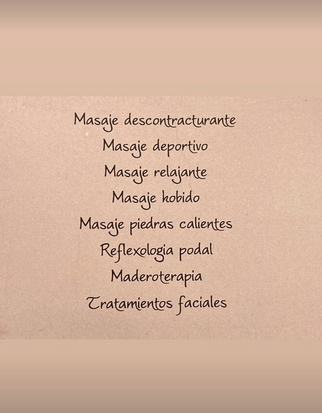 Masaje descontracturante
Masaje deportivo
Masaje relajante
Masaje kobido
Masaje piedras calientes
Reflexologia podal
Maderoterapia
Tratamientos faciales